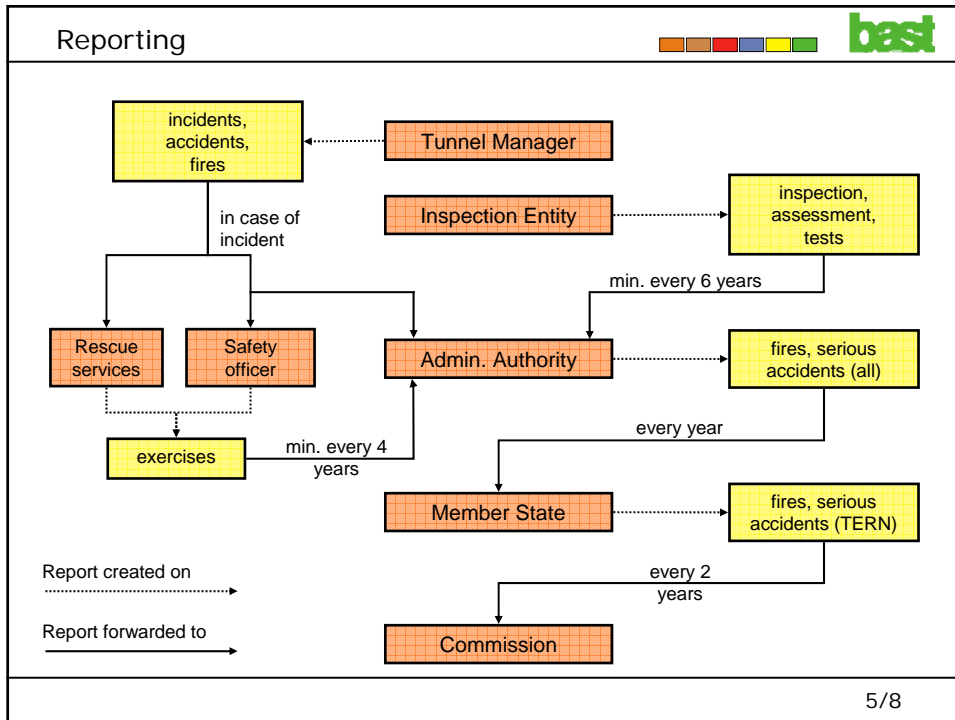 Reporting
bast
incidents,
accidents,
fires
Tunnel Manager
Inspection Entity
inspection,
assessment,
tests
in case of
incident
min. every 6 years
Rescue
services
Safety
officer
Admin. Authority
fires, serious
accidents (all)
exercises
min. every 4
years
every year
Member State
fires, serious
accidents (TERN)
Report created on
every 2
years
Report forwarded to
Commission
5/8